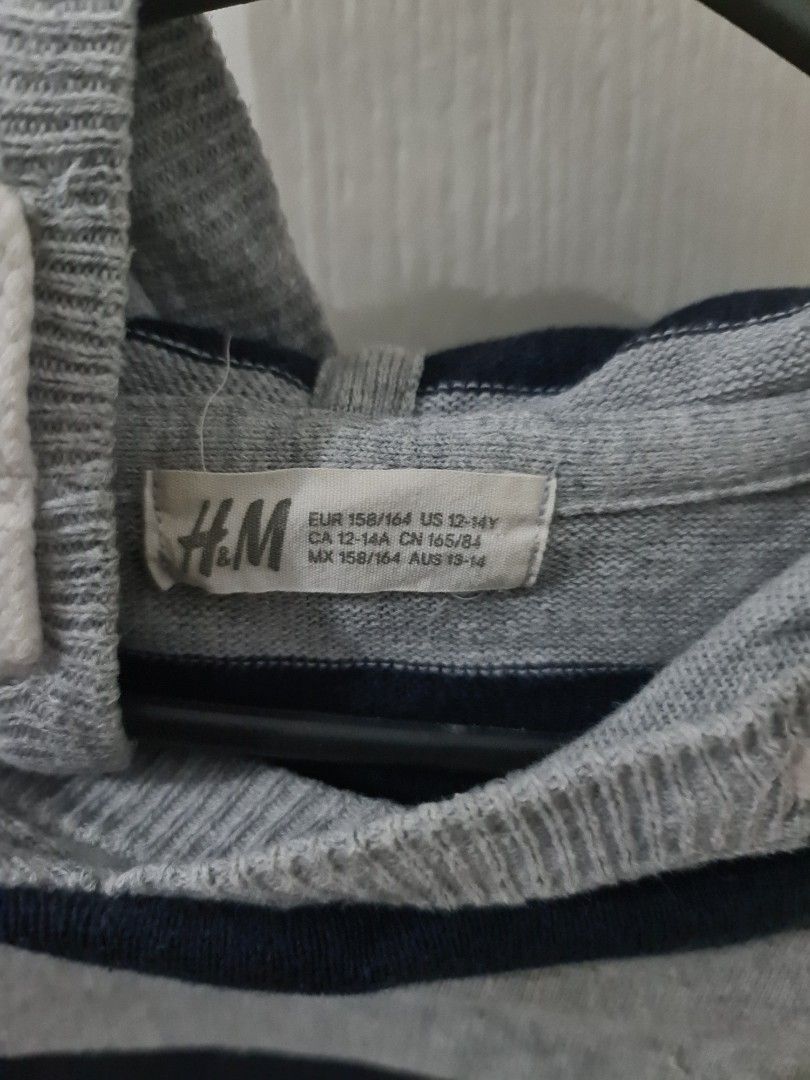 H&M
EUR 158/164 US 12-14Y
CA 12-14A CN 165/84
MX 158/164 AUS 13-14